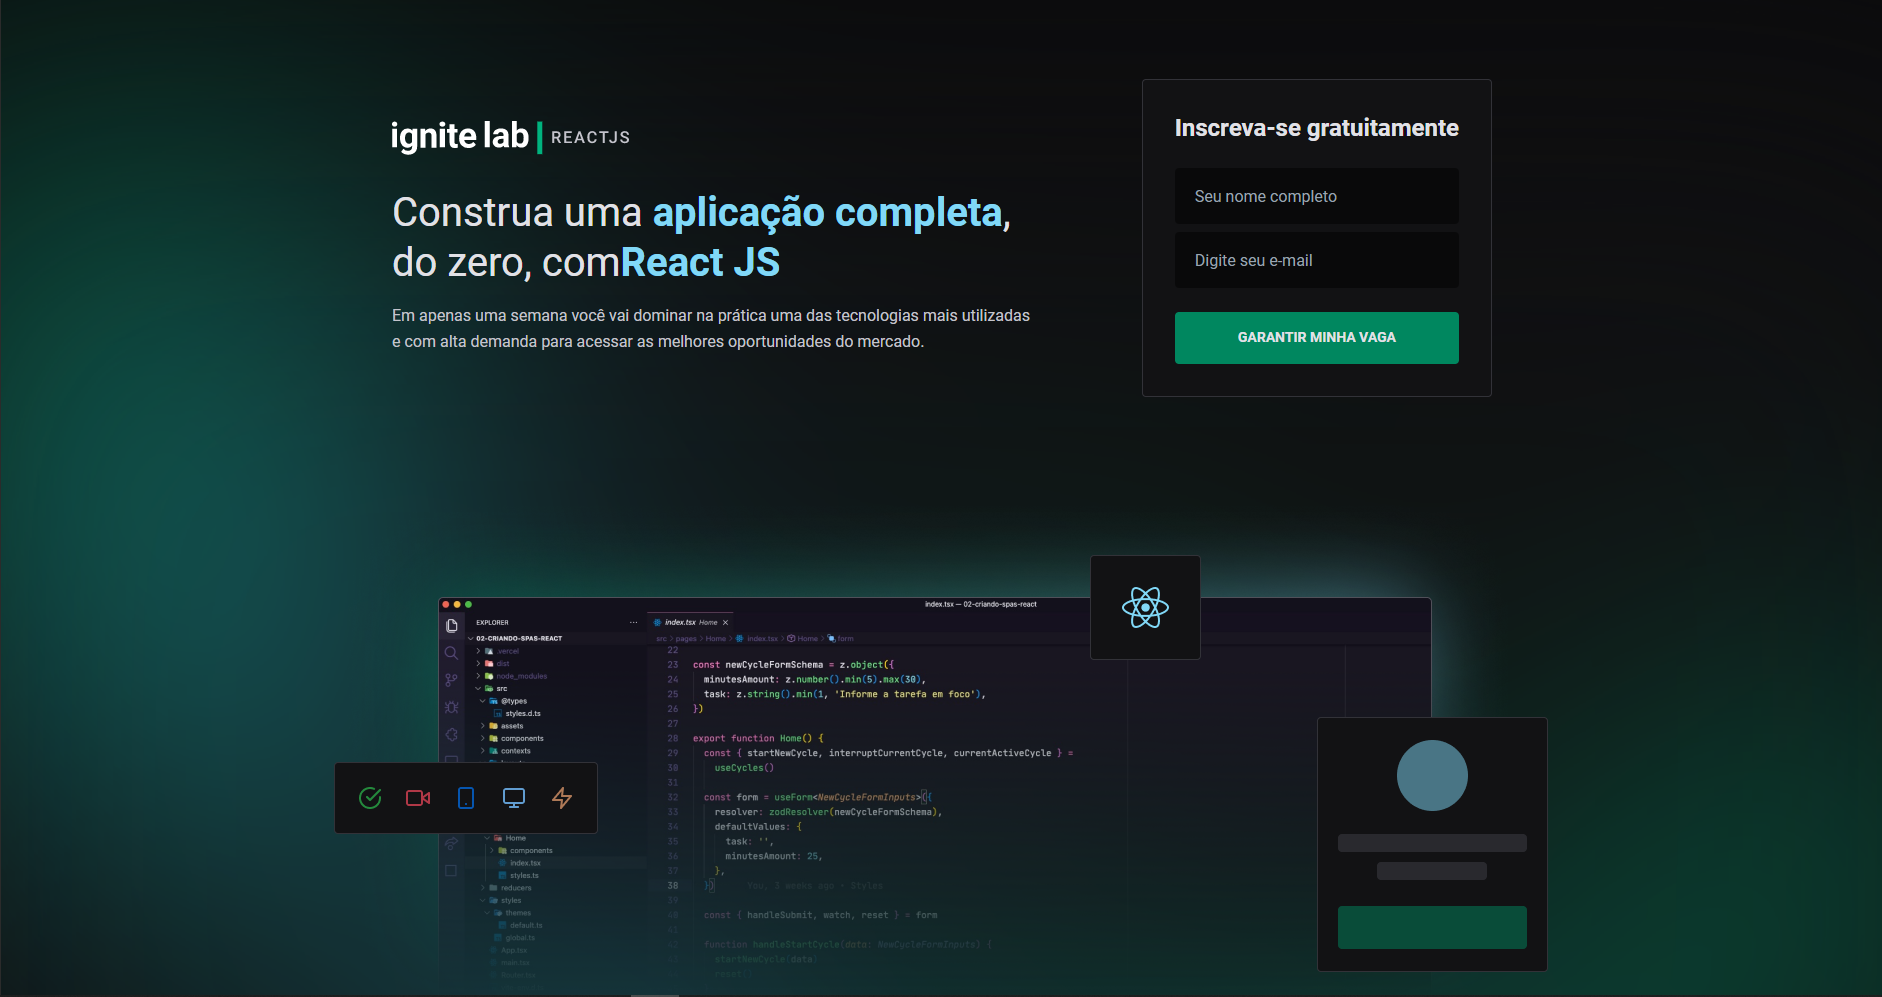 ignite lab | REACTJS
Construa uma aplicação completa,
do zero, comReact JS
Em apenas uma semana você vai dominar na prática uma das tecnologias mais utilizadas
e com alta demanda para acessar as melhores oportunidades do mercado.
Inscreva-se gratuitamente
Seu nome completo
Digite seu e-mail
GARANTIR MINHA VAGA
index.tsx — 02-criando-spas-react
EXPLORER
02-CRIANDO-SPAS-REACT
.vercel
dist
node_modules
src
@types
styles.d.ts
assets
components
contexts
Home
components
index.tsx
styles.ts
reducers
styles
themes
default.ts
global.ts
App.tsx
main.tsx
Router.tsx
index.tsx Home
src > pages > Home > index.tsx > Home > form
22
23 const newCycleFormSchema = z.object({
24 minutesAmount: z.number().min(5).max(30),
25 task: z.string().min(1, 'Informe a tarefa em foco'),
26 })
27
28 export function Home() {
29 const { startNewCycle, interruptCurrentCycle, currentActiveCycle } =
30 useCycles()
31
32 const form = useForm<NewCycleFormInputs>({
33 resolver: zodResolver(newCycleFormSchema),
34 defaultValues: {
35 task: '',
36 minutesAmount: 25,
37 },
38 }) You, 3 weeks ago • Styles
39
40 const { handleSubmit, watch, reset } = form
41
42 function handleStartCycle(data: NewCycleFormInputs) {
startNewCycle(data)
reset()